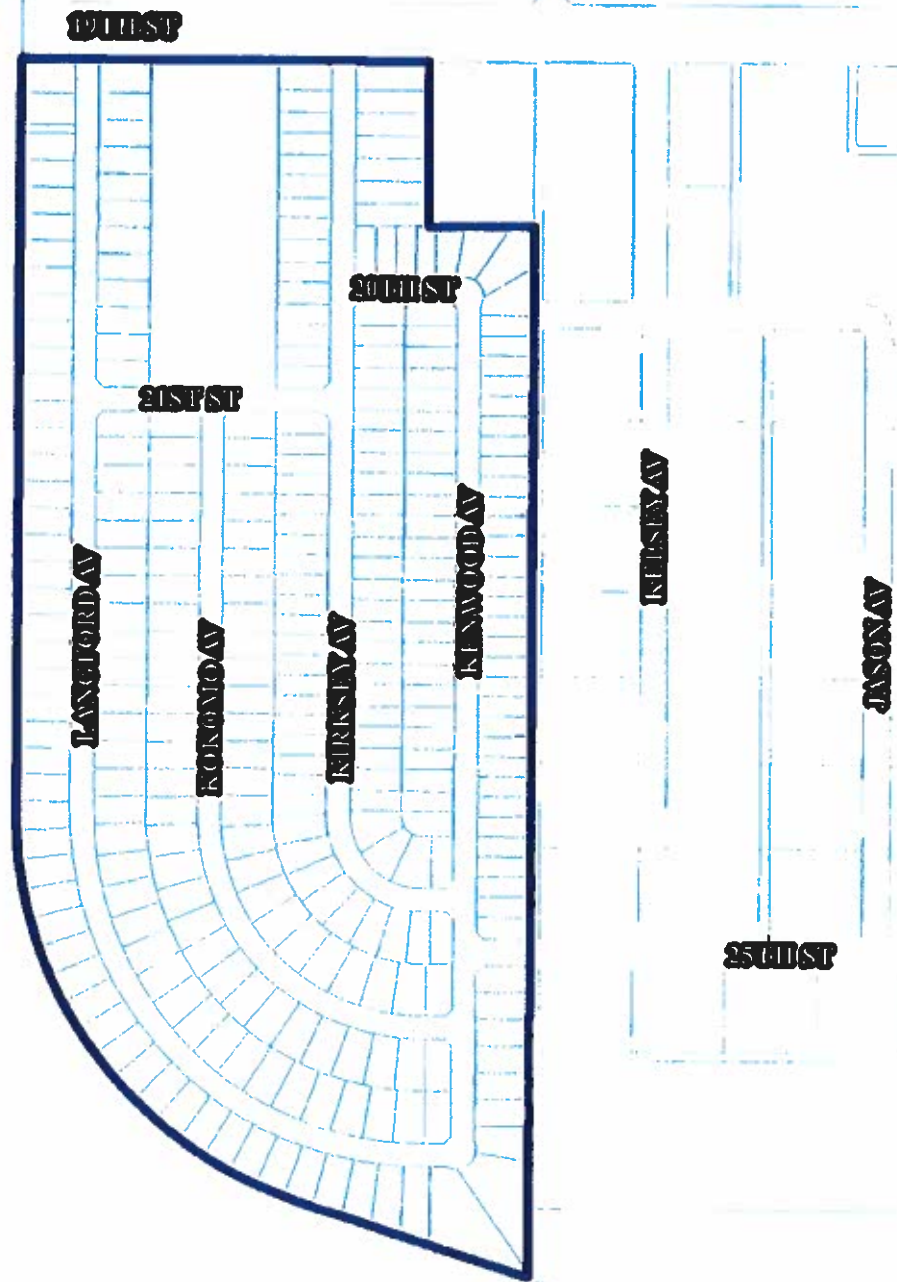 19TH ST
20TH ST
21ST ST
LANGFORD AV
KOKOMO AV
KIRKSEY AV
KENWOOD AV
KELSEY AV
JASON AV
25TH ST